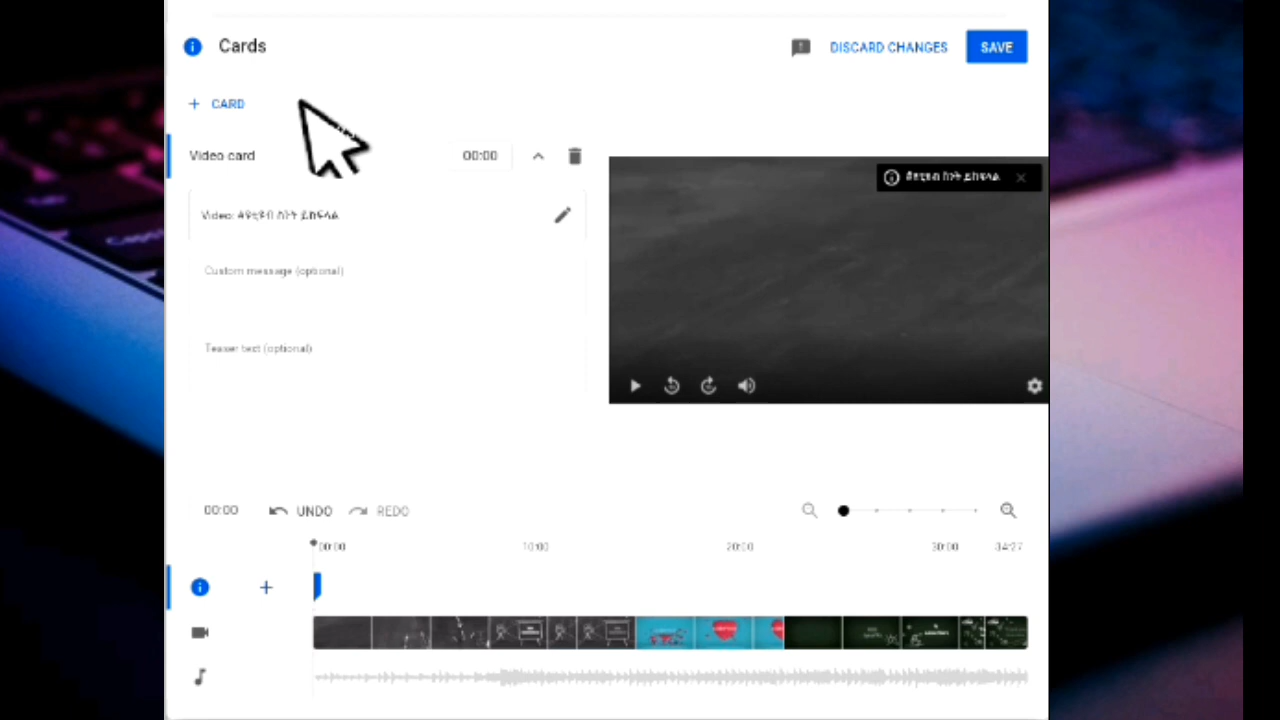 Cards
DISCARD CHANGES
SAVE
+ CARD
Video card
00:00
Video:
Custom message (optional)
Teaser text (optional)
00:00
UNDO
REDO
00:00
10:00
20:00
30:00
34:27